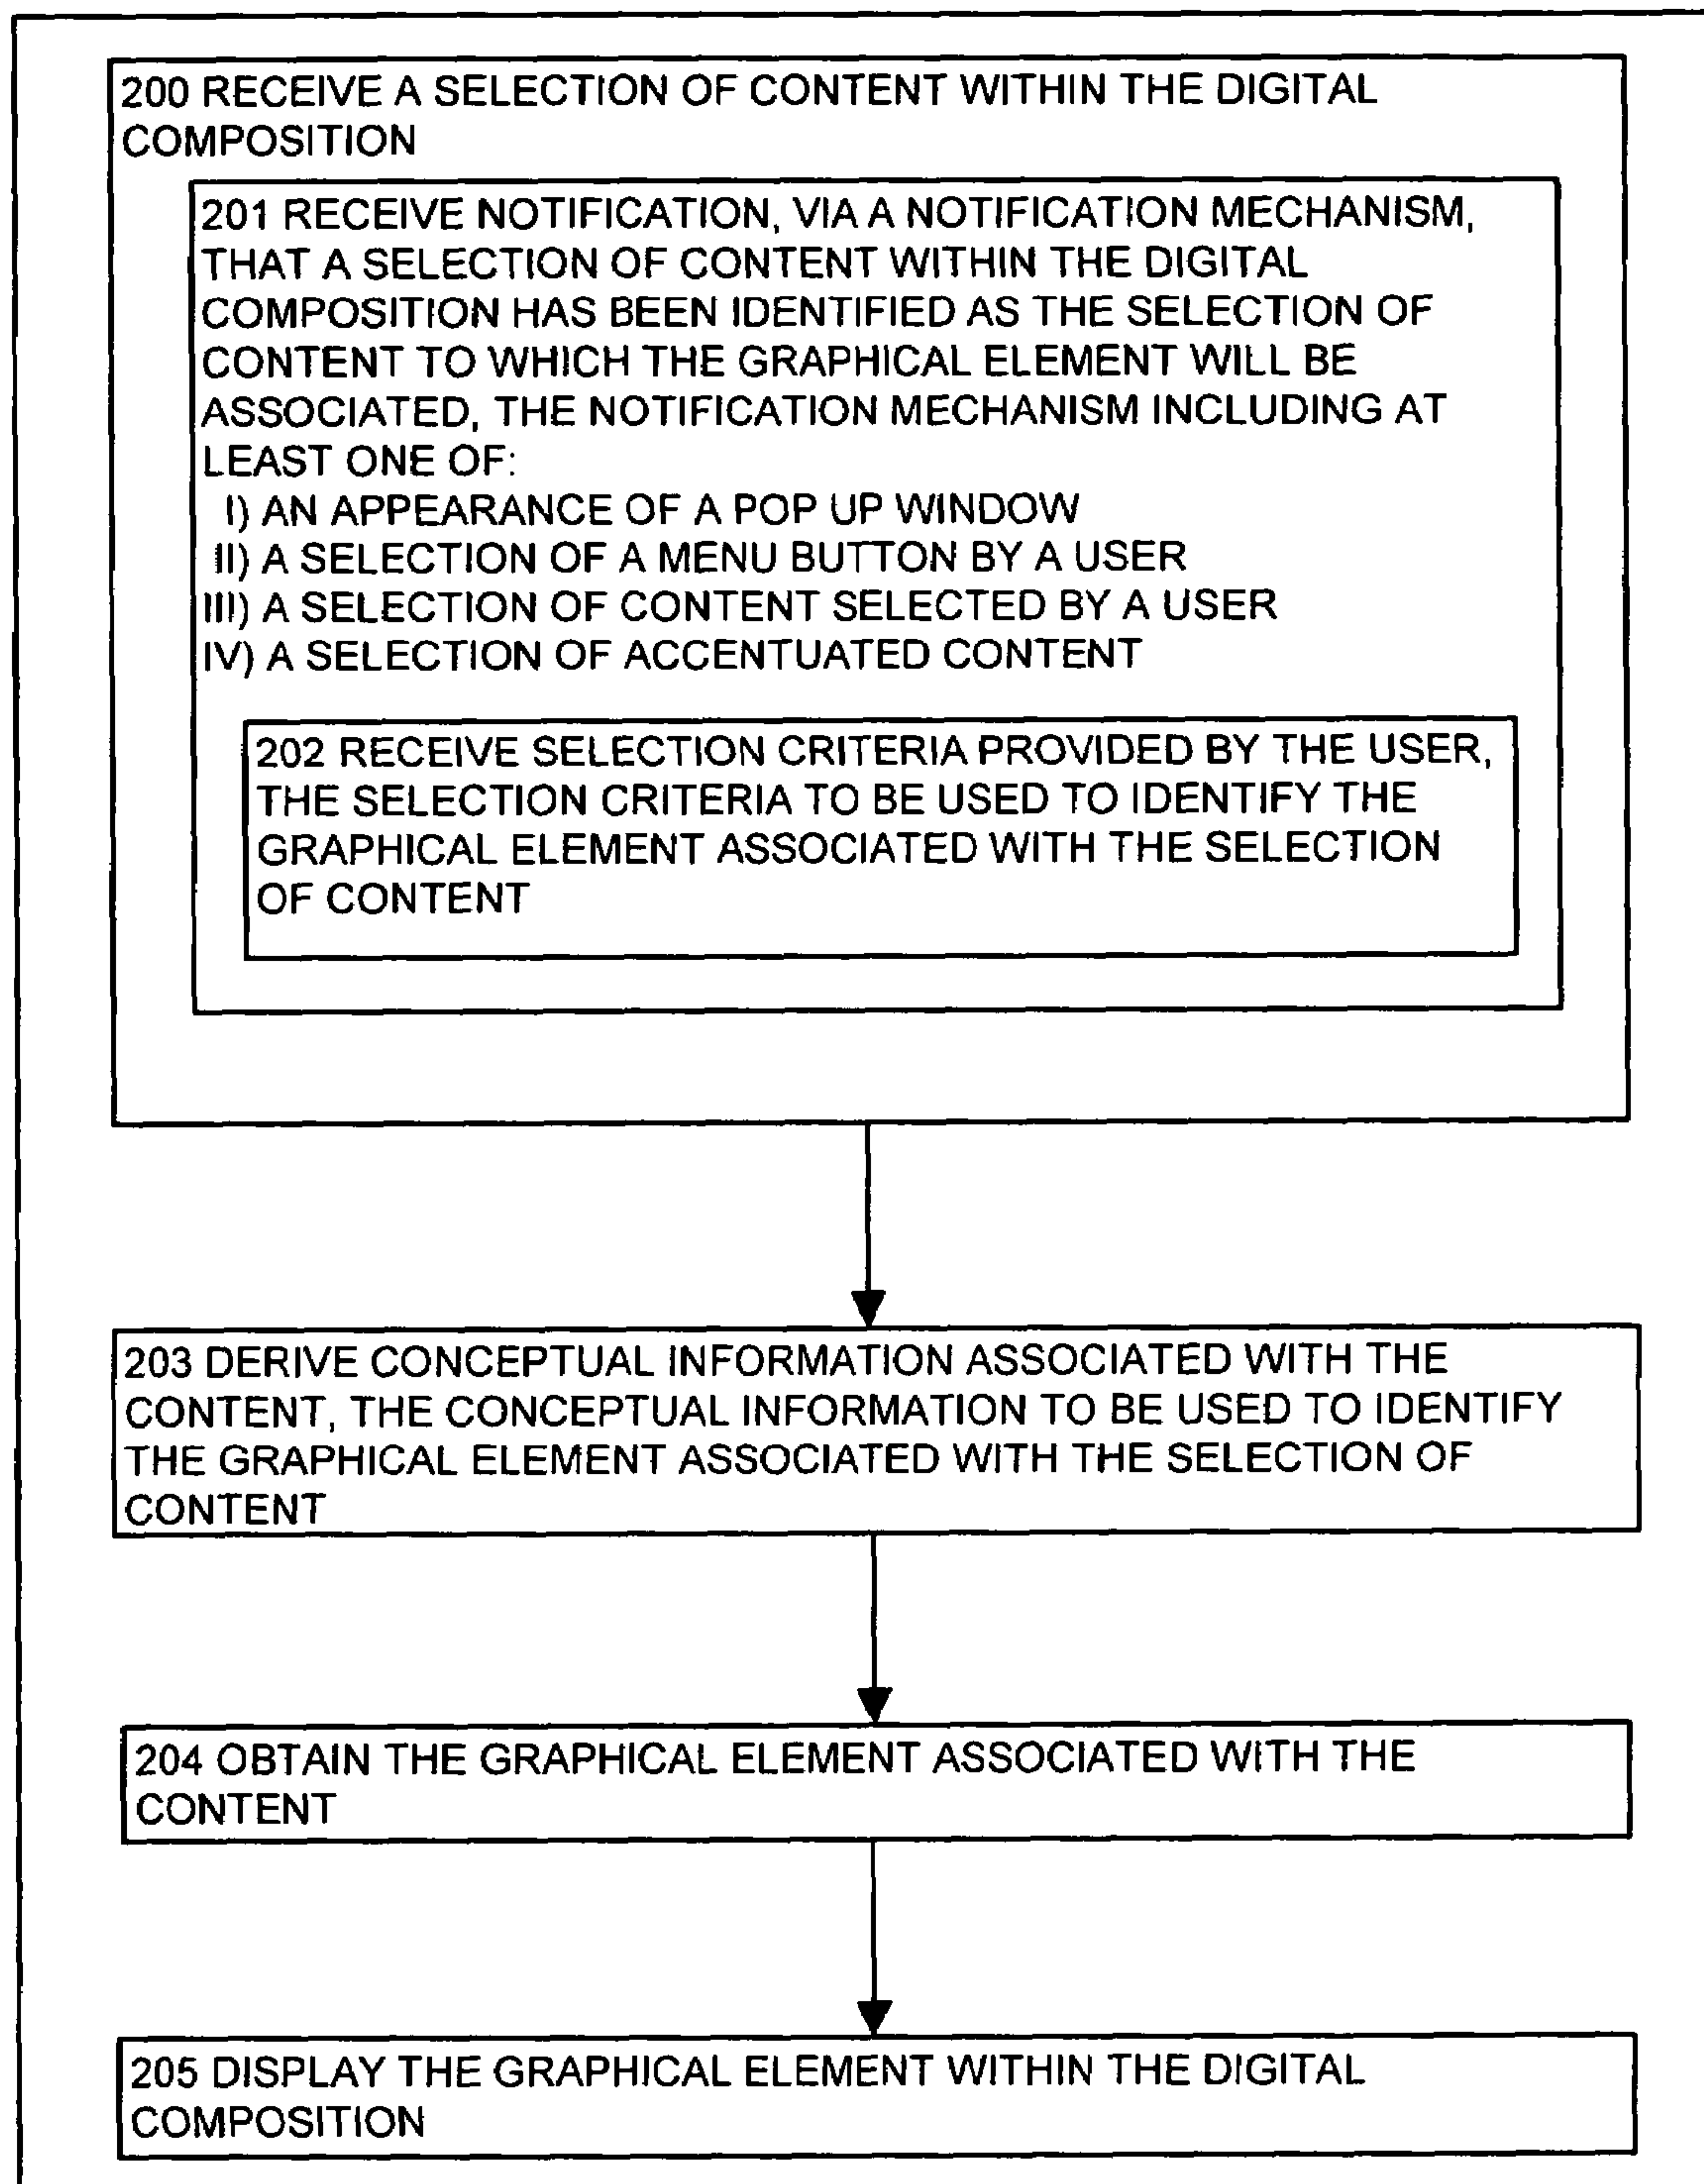 200 RECEIVE A SELECTION OF CONTENT WITHIN THE DIGITAL
COMPOSITION
201 RECEIVE NOTIFICATION, VIA A NOTIFICATION MECHANISM,
THAT A SELECTION OF CONTENT WITHIN THE DIGITAL
COMPOSITION HAS BEEN IDENTIFIED AS THE SELECTION OF
CONTENT TO WHICH THE GRAPHICAL ELEMENT WILL BE
ASSOCIATED, THE NOTIFICATION MECHANISM INCLUDING AT
LEAST ONE OF:
I) AN APPEARANCE OF A POP UP WINDOW
II) A SELECTION OF A MENU BUTTON BY A USER
III) A SELECTION OF CONTENT SELECTED BY A USER
IV) A SELECTION OF ACCENTUATED CONTENT
202 RECEIVE SELECTION CRITERIA PROVIDED BY THE USER,
THE SELECTION CRITERIA TO BE USED TO IDENTIFY THE
GRAPHICAL ELEMENT ASSOCIATED WITH THE SELECTION
OF CONTENT
203 DERIVE CONCEPTUAL INFORMATION ASSOCIATED WITH THE
CONTENT, THE CONCEPTUAL INFORMATION TO BE USED TO IDENTIFY
THE GRAPHICAL ELEMENT ASSOCIATED WITH THE SELECTION OF
CONTENT
204 OBTAIN THE GRAPHICAL ELEMENT ASSOCIATED WITH THE
CONTENT
205 DISPLAY THE GRAPHICAL ELEMENT WITHIN THE DIGITAL
COMPOSITION